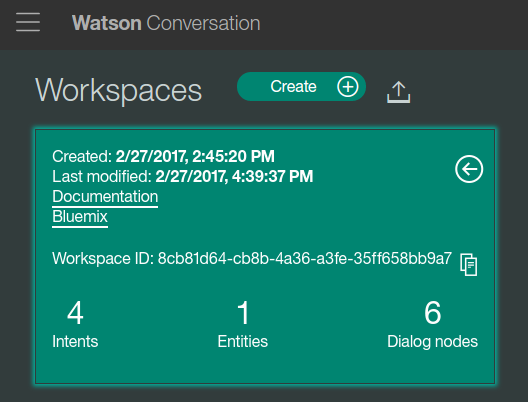 Watson Conversation
Workspaces
Create
Created: 2/27/2017, 2:45:20 PM
Last modified: 2/27/2017, 4:39:37 PM
Documentation
Bluemix
Workspace ID: 8cb81d64-cb8b-4a36-a3fe-35ff658bb9a7
4 1 6
Intents Entities Dialog nodes